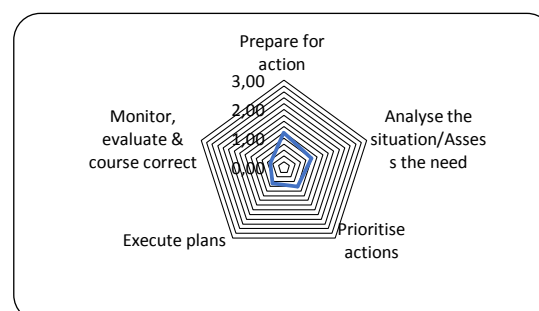 Prepare for
action
3,00
2,00
1,00
0,00
Analyse the
situation/Asses
s the need
Prioritise
actions
Execute plans
Monitor,
evaluate &
course correct